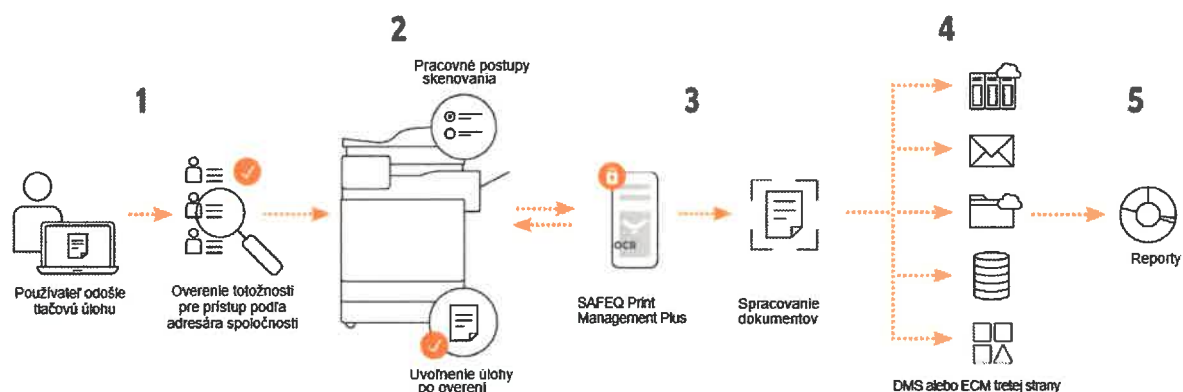 1
Používateľ odošle
tlačovú úlohu
Overenie totožnosti
pre prístup podľa
adresára spoločnosti
2
Pracovné postupy
skenovania
Uvoľnenie úlohy
po overení
3
OCR
SAFEQ Print
Management Plus
Spracovanie
dokumentov
4
DMS alebo ECM tretej strany
5
Reporty